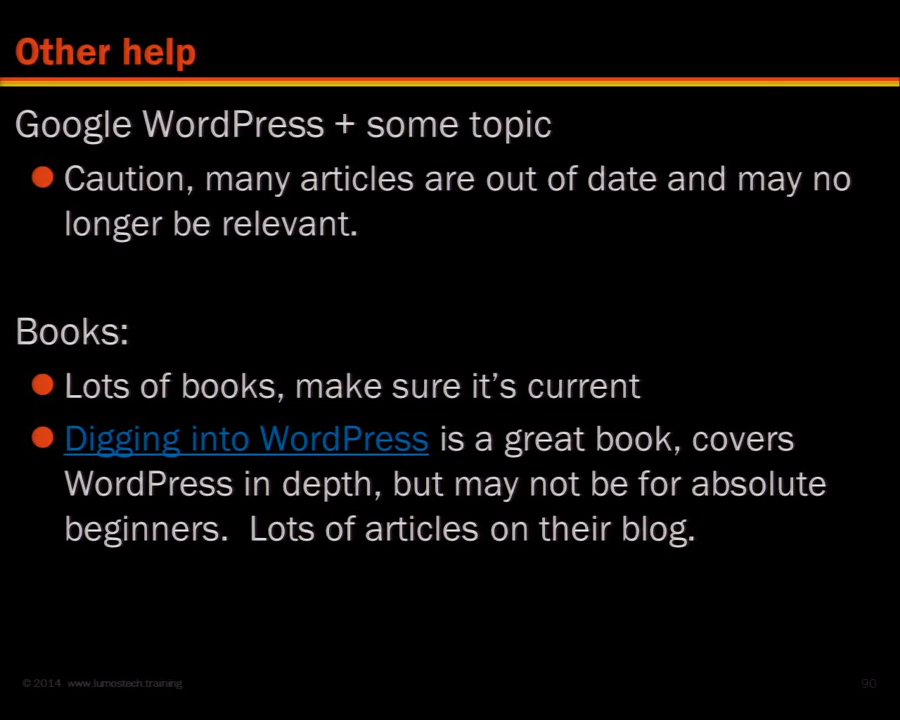 Other help
Google WordPress + some topic
Caution, many articles are out of date and may no
longer be relevant.
Books:
Lots of books, make sure it's current
Digging into WordPress is a great book, covers
WordPress in depth, but may not be for absolute
beginners.  Lots of articles on their blog.
© 2014 www.lumostech.training
90